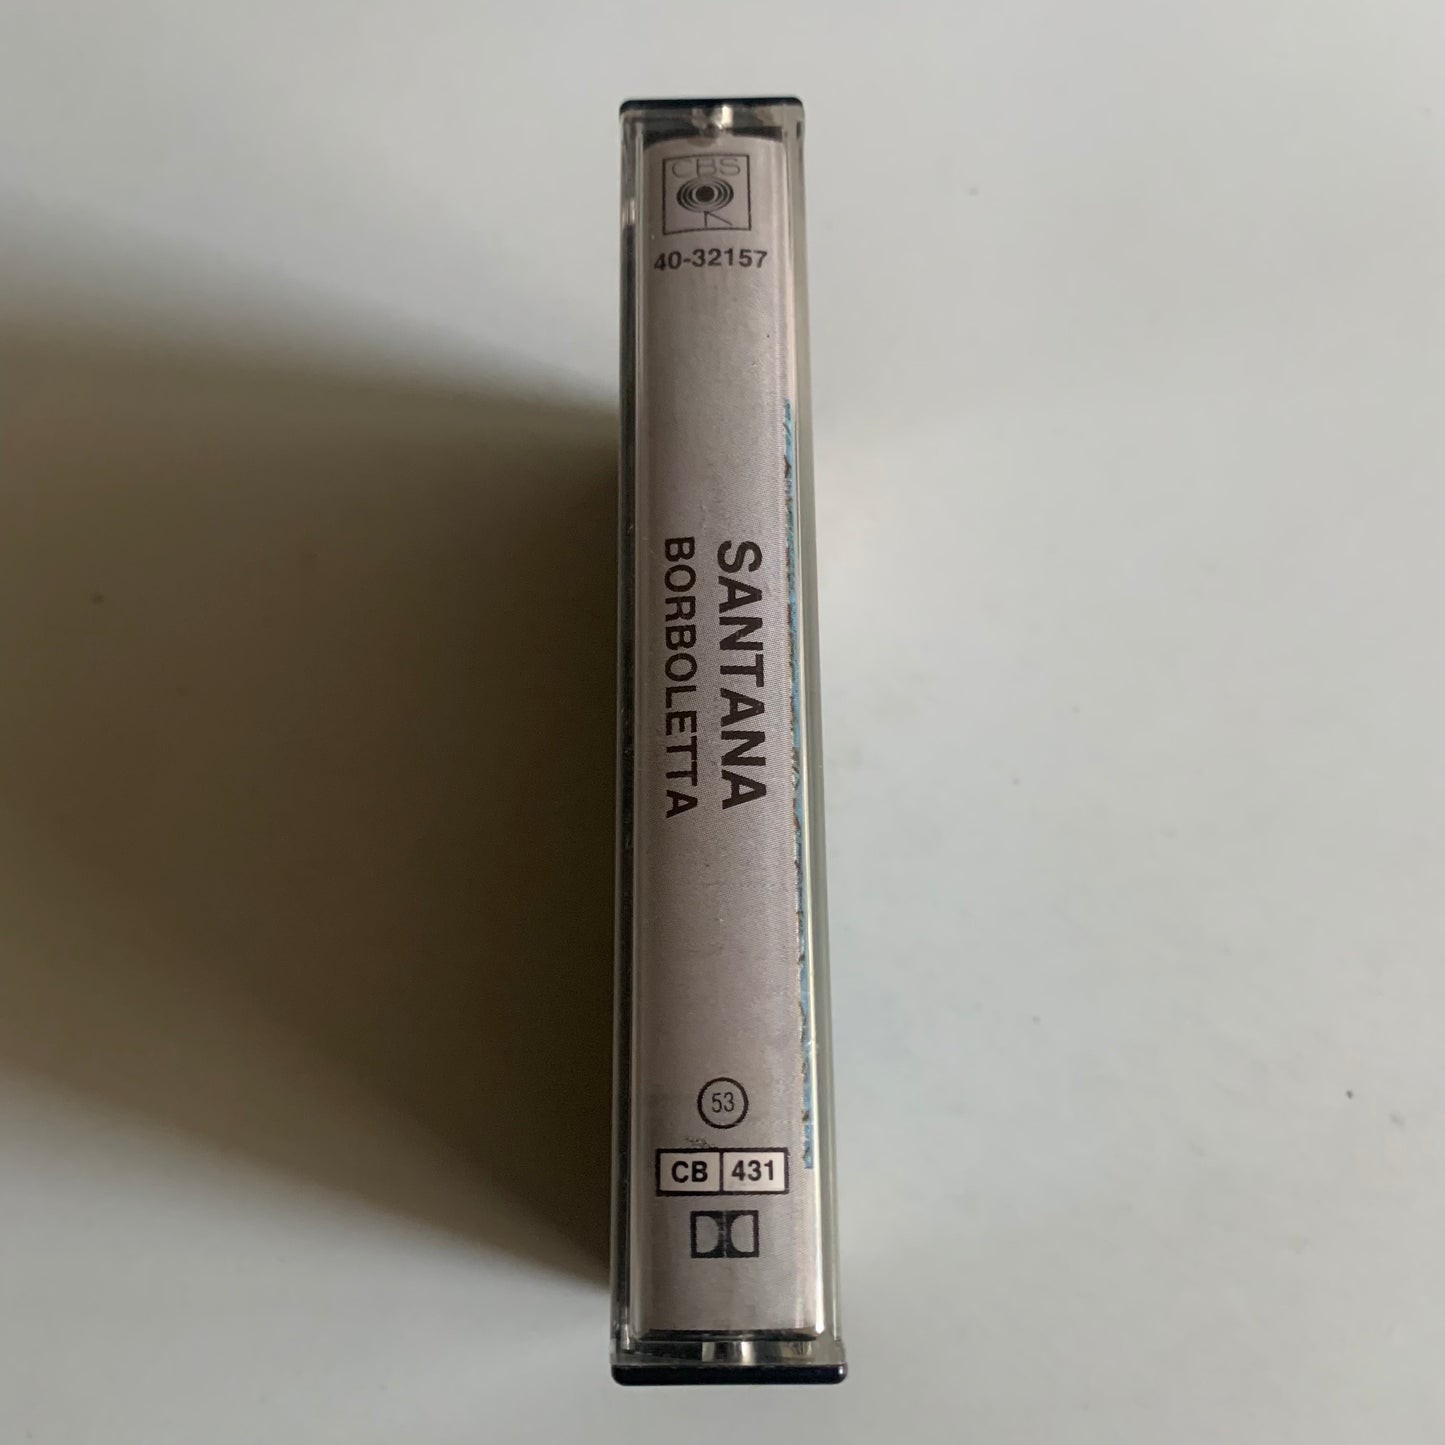 CBS
40-32157
SANTANA
BORBOLETTA
53
CB 431